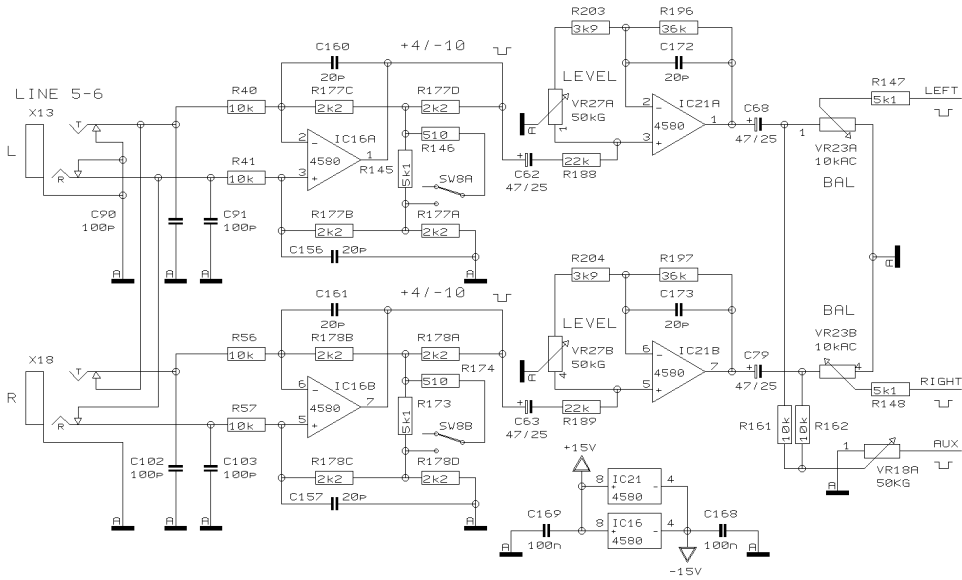 LINE 5-6
X13
L
T
R
C90
100p
C91
100p
A
A
A
R40
10k
R41
10k
C160
20p
R177C
2k2
R177D
2k2
+4/-10
2
3
IC16A
4580
1
R145
5k1
510
R146
SW8A
R177B
2k2
R177A
2k2
C156
20p
A
R203
3k9
R196
36k
C172
20p
LEVEL
VR27A
50kG
A
1
C62
47/25
22k
R188
2
3
IC21A
4580
1
C68
47/25
R147
5k1
LEFT
1
VR23A
10kAC
BAL
A
X18
R
T
R
C102
100p
C103
100p
A
A
A
R56
10k
R57
10k
C161
20p
R178B
2k2
R178A
2k2
+4/-10
6
5
IC16B
4580
7
R173
5k1
510
R174
SW8B
R178C
2k2
R178D
2k2
C157
20p
A
R204
3k9
R197
36k
C173
20p
LEVEL
VR27B
50kG
A
4
C63
47/25
22k
R189
6
5
IC21B
4580
7
C79
47/25
BAL
VR23B
10kAC
4
RIGHT
5k1
R148
R161
10k
10k
R162
1
AUX
VR18A
50KG
A
+15V
8
IC21
4580
4
8
IC16
4580
4
C169
100n
A
C168
100n
A
-15V